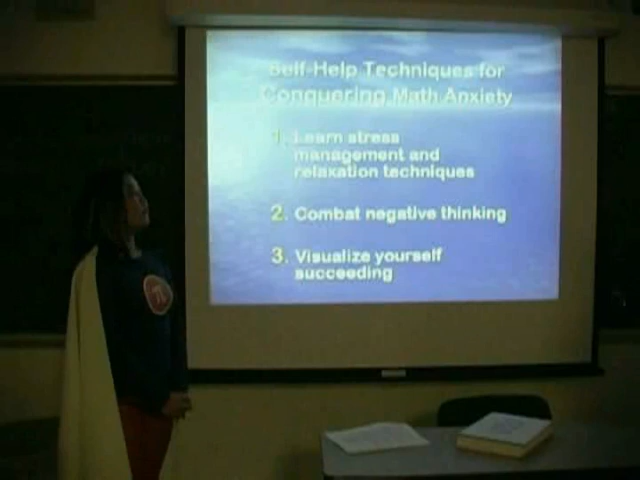 Self-Help Techniques for
Conquering Math Anxiety
1. Learn stress
management and
relaxation techniques
2. Combat negative thinking
3. Visualize yourself
succeeding
π